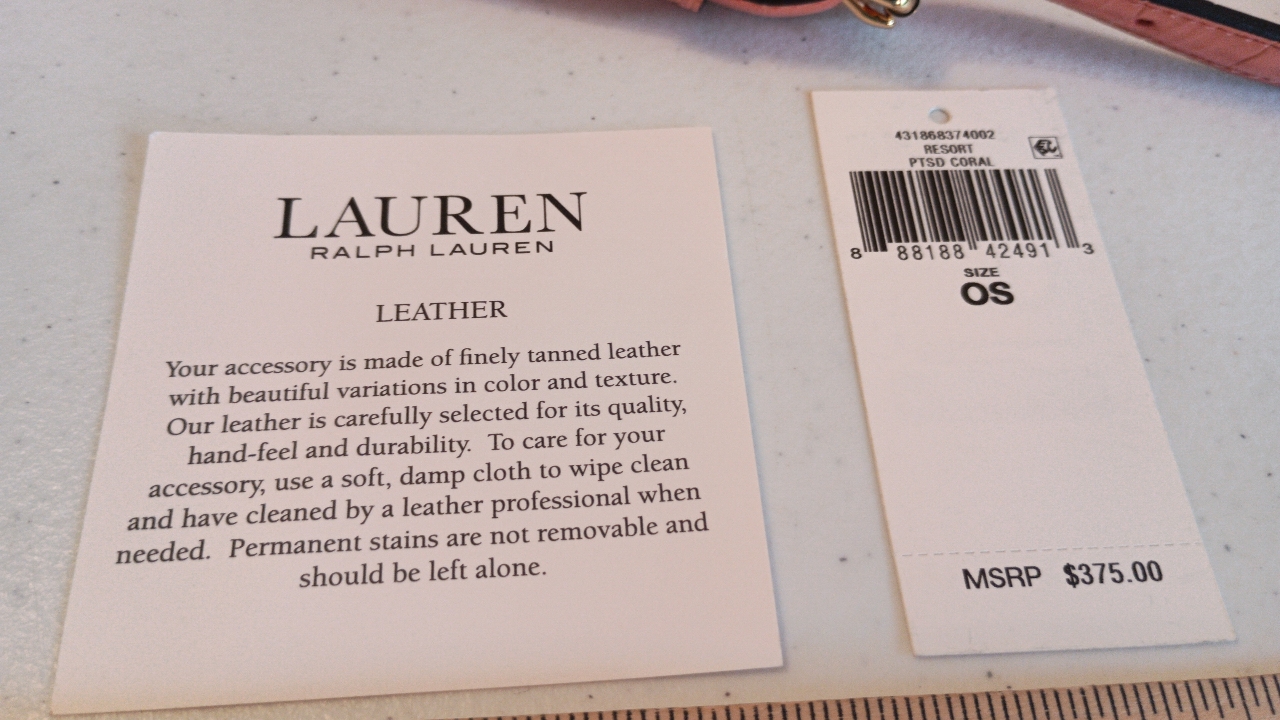 LAUREN
RALPH LAUREN
LEATHER
Your accessory is made of finely tanned leather
with beautiful variations in color and texture.
Our leather is carefully selected for its quality,
hand-feel and durability. To care for your
accessory, use a soft, damp cloth to wipe clean
and have cleaned by a leather professional when
needed. Permanent stains are not removable and
should be left alone.
431868374002
RESORT
PTSD CORAL
8 88188 42491 3
SIZE
OS
MSRP $375.00